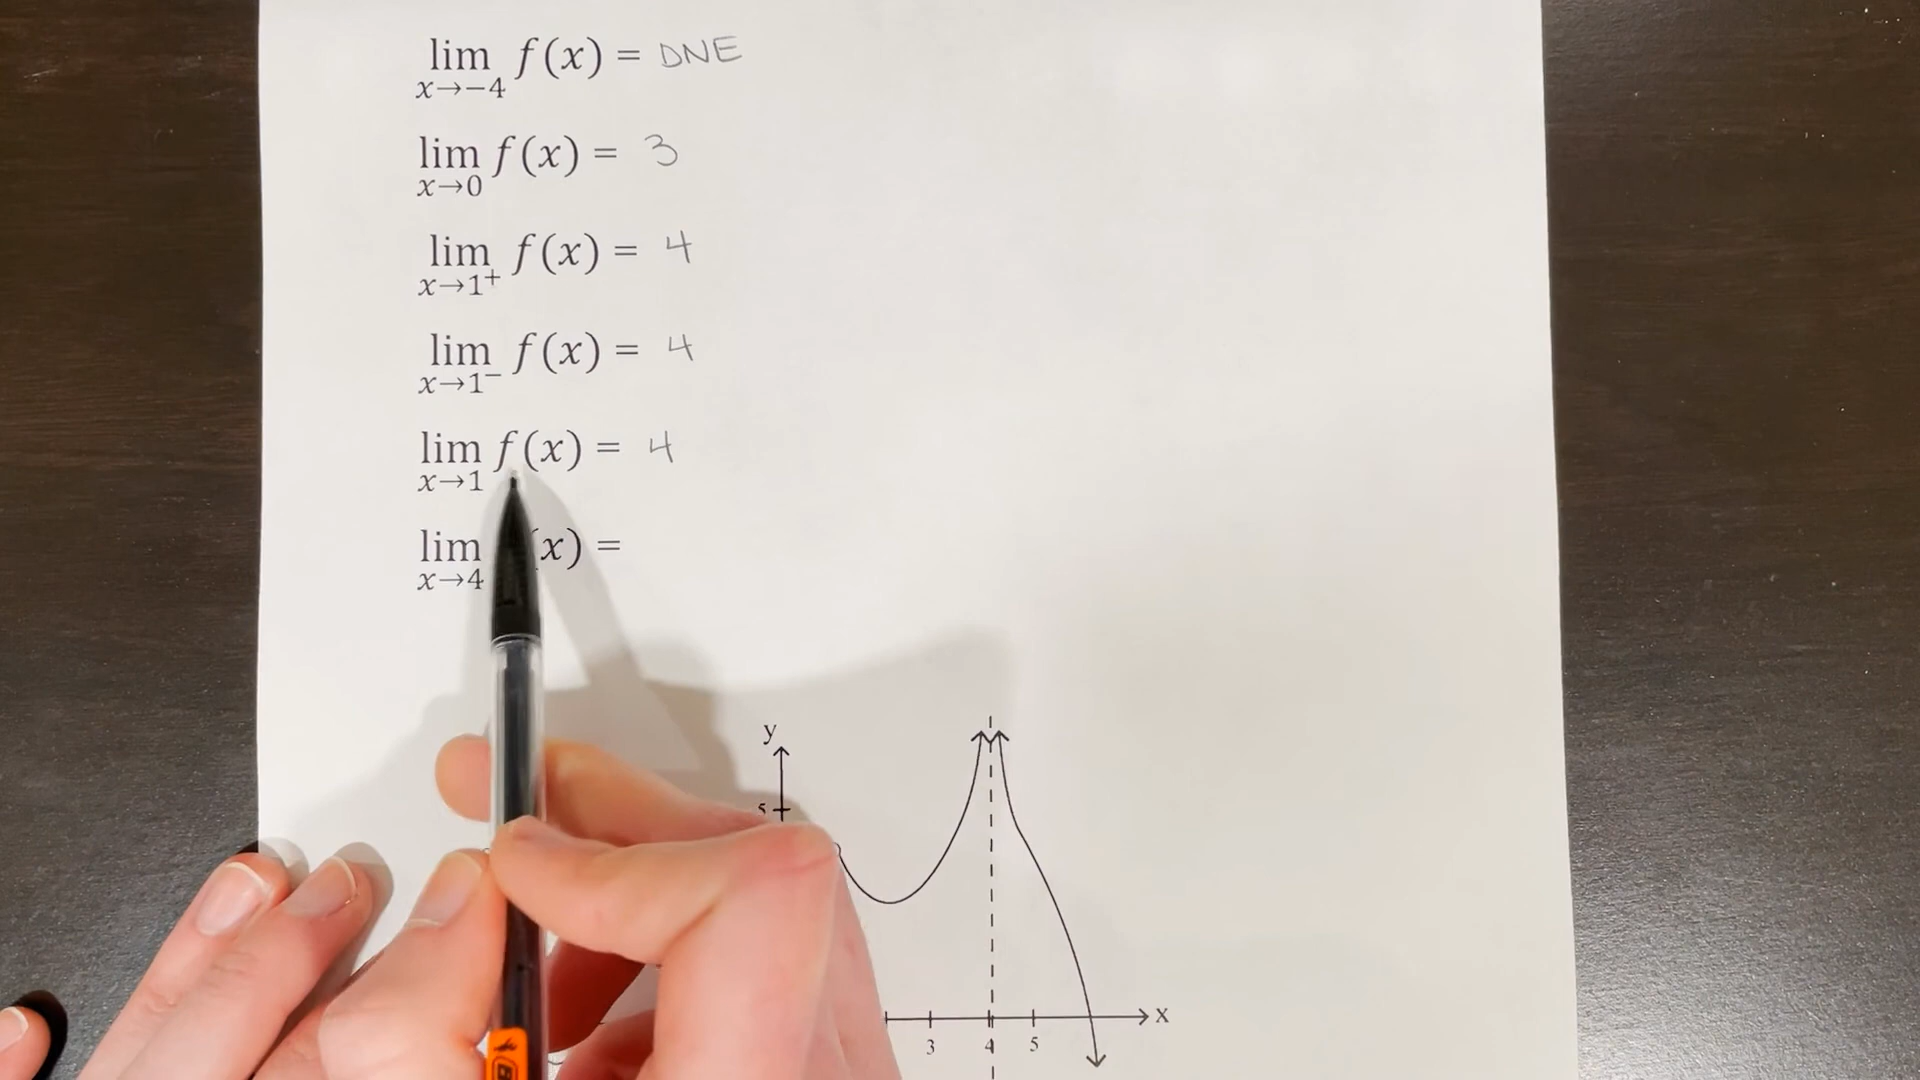 lim f(x) = DNE
x→−4
lim f(x) = 3
x→0
lim f(x) = 4
x→1⁺
lim f(x) = 4
x→1⁻
lim f(x) = 4
x→1
lim (x) =
x→4
y
5
x
3 4 5